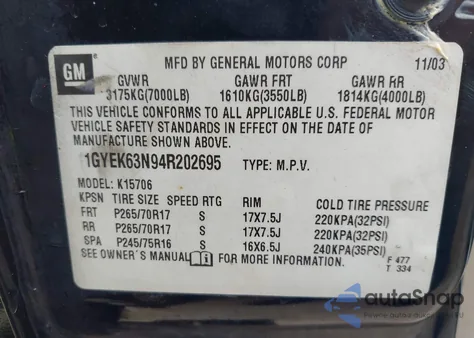 GM
MFD BY GENERAL MOTORS CORP 11/03
GVWR GAWR FRT GAWR RR
3175KG(7000LB) 1610KG(3550LB) 1814KG(4000LB)
THIS VEHICLE CONFORMS TO ALL APPLICABLE U.S. FEDERAL MOTOR
VEHICLE SAFETY STANDARDS IN EFFECT ON THE DATE OF
MANUFACTURE SHOWN ABOVE.
1GYEK63N94R202695 TYPE: M.P.V.
MODEL: K15706
KPSN TIRE SIZE SPEED RTG RIM COLD TIRE PRESSURE
FRT P265/70R17 S 17X7.5J 220KPA(32PSI)
RR P265/70R17 S 17X7.5J 220KPA(32PSI)
SPA P245/75R16 S 16X6.5J 240KPA(35PSI)
SEE OWNER'S MANUAL i FOR MORE INFORMATION.
F 477
T 334
autoSnap